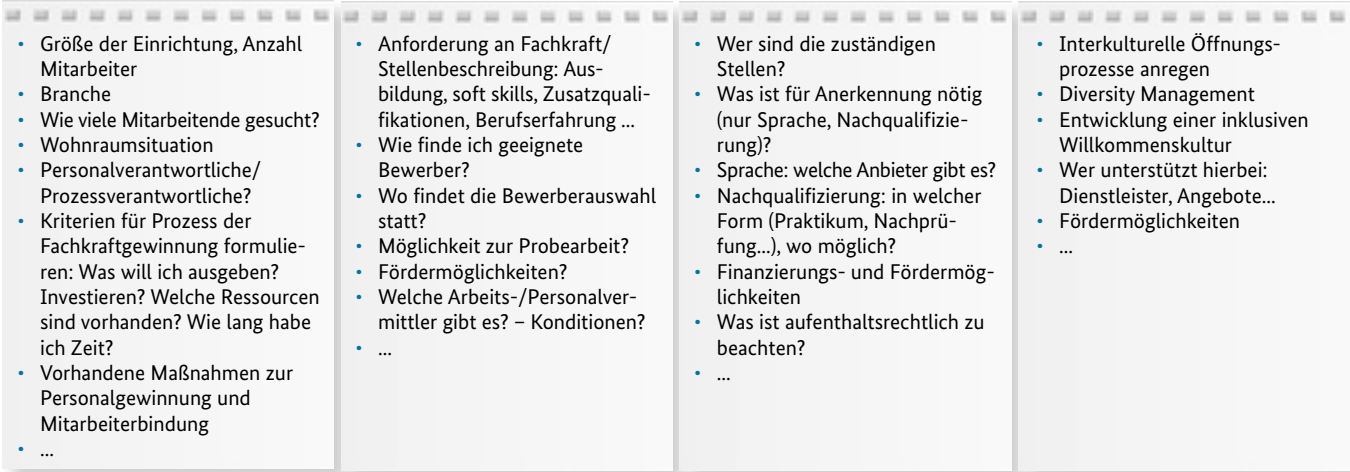 • Größe der Einrichtung, Anzahl
Mitarbeiter
• Branche
• Wie viele Mitarbeitende gesucht?
• Wohnraumsituation
• Personalverantwortliche/
Prozessverantwortliche?
• Kriterien für Prozess der
Fachkraftgewinnung formulie-
ren: Was will ich ausgeben?
Investieren? Welche Ressourcen
sind vorhanden? Wie lang habe
ich Zeit?
• Vorhandene Maßnahmen zur
Personalgewinnung und
Mitarbeiterbindung
• ...
• Anforderung an Fachkraft/
Stellenbeschreibung: Aus-
bildung, soft skills, Zusatzquali-
fikationen, Berufserfahrung ...
• Wie finde ich geeignete
Bewerber?
• Wo findet die Bewerberauswahl
statt?
• Möglichkeit zur Probearbeit?
• Fördermöglichkeiten?
• Welche Arbeits-/Personalver-
mittler gibt es? – Konditionen?
• ...
• Wer sind die zuständigen
Stellen?
• Was ist für Anerkennung nötig
(nur Sprache, Nachqualifizie-
rung)?
• Sprache: welche Anbieter gibt es?
• Nachqualifizierung: in welcher
Form (Praktikum, Nachprü-
fung...), wo möglich?
• Finanzierungs- und Fördermög-
lichkeiten
• Was ist aufenthaltsrechtlich zu
beachten?
• ...
• Interkulturelle Öffnungs-
prozesse anregen
• Diversity Management
• Entwicklung einer inklusiven
Willkommenskultur
• Wer unterstützt hierbei:
Dienstleister, Angebote...
• Fördermöglichkeiten
• ...